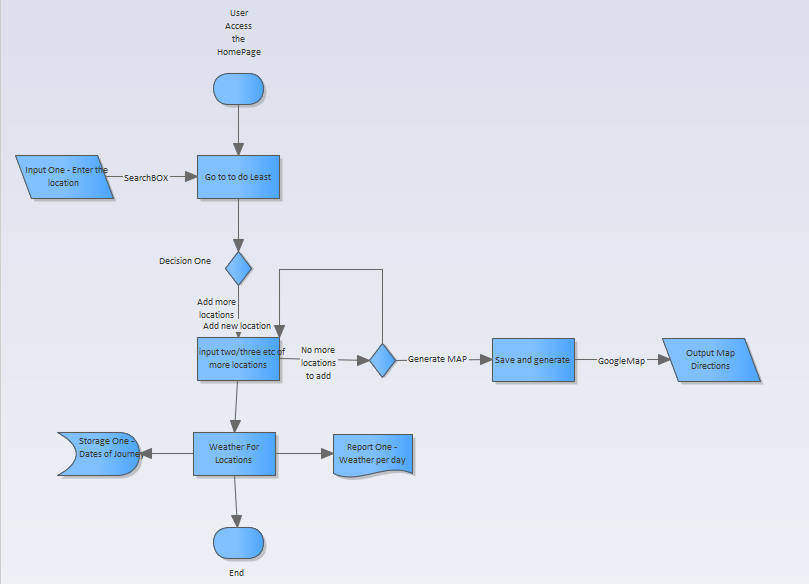 User
Access
the
HomePage
Input One - Enter the
location
SearchBOX
Go to to do Least
Decision One
Add more
locations
Add new location
input two/three etc of
more locations
No more
locations
to add
Generate MAP
Save and generate
GoogleMap
Output Map
Directions
Storage One -
Dates of Journey
Weather For
Locations
Report One -
Weather per day
End